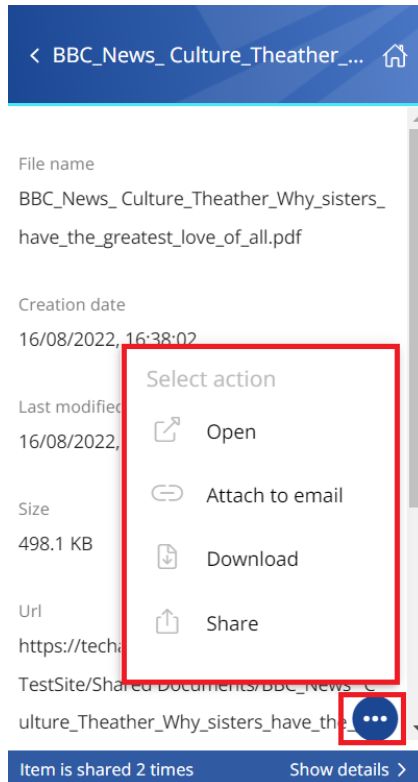 BBC_News_ Culture_Theather_...
File name
BBC_News_ Culture_Theather_Why_sisters_
have_the_greatest_love_of_all.pdf
Creation date
16/08/2022, 16:38:02
Last modified
16/08/2022,
Size
498.1 KB
Url
https://techa
TestSite/Shared Documents/BBC_News_ C
ulture_Theather_Why_sisters_have_the_
Select action
Open
Attach to email
Download
Share
Item is shared 2 times
Show details >